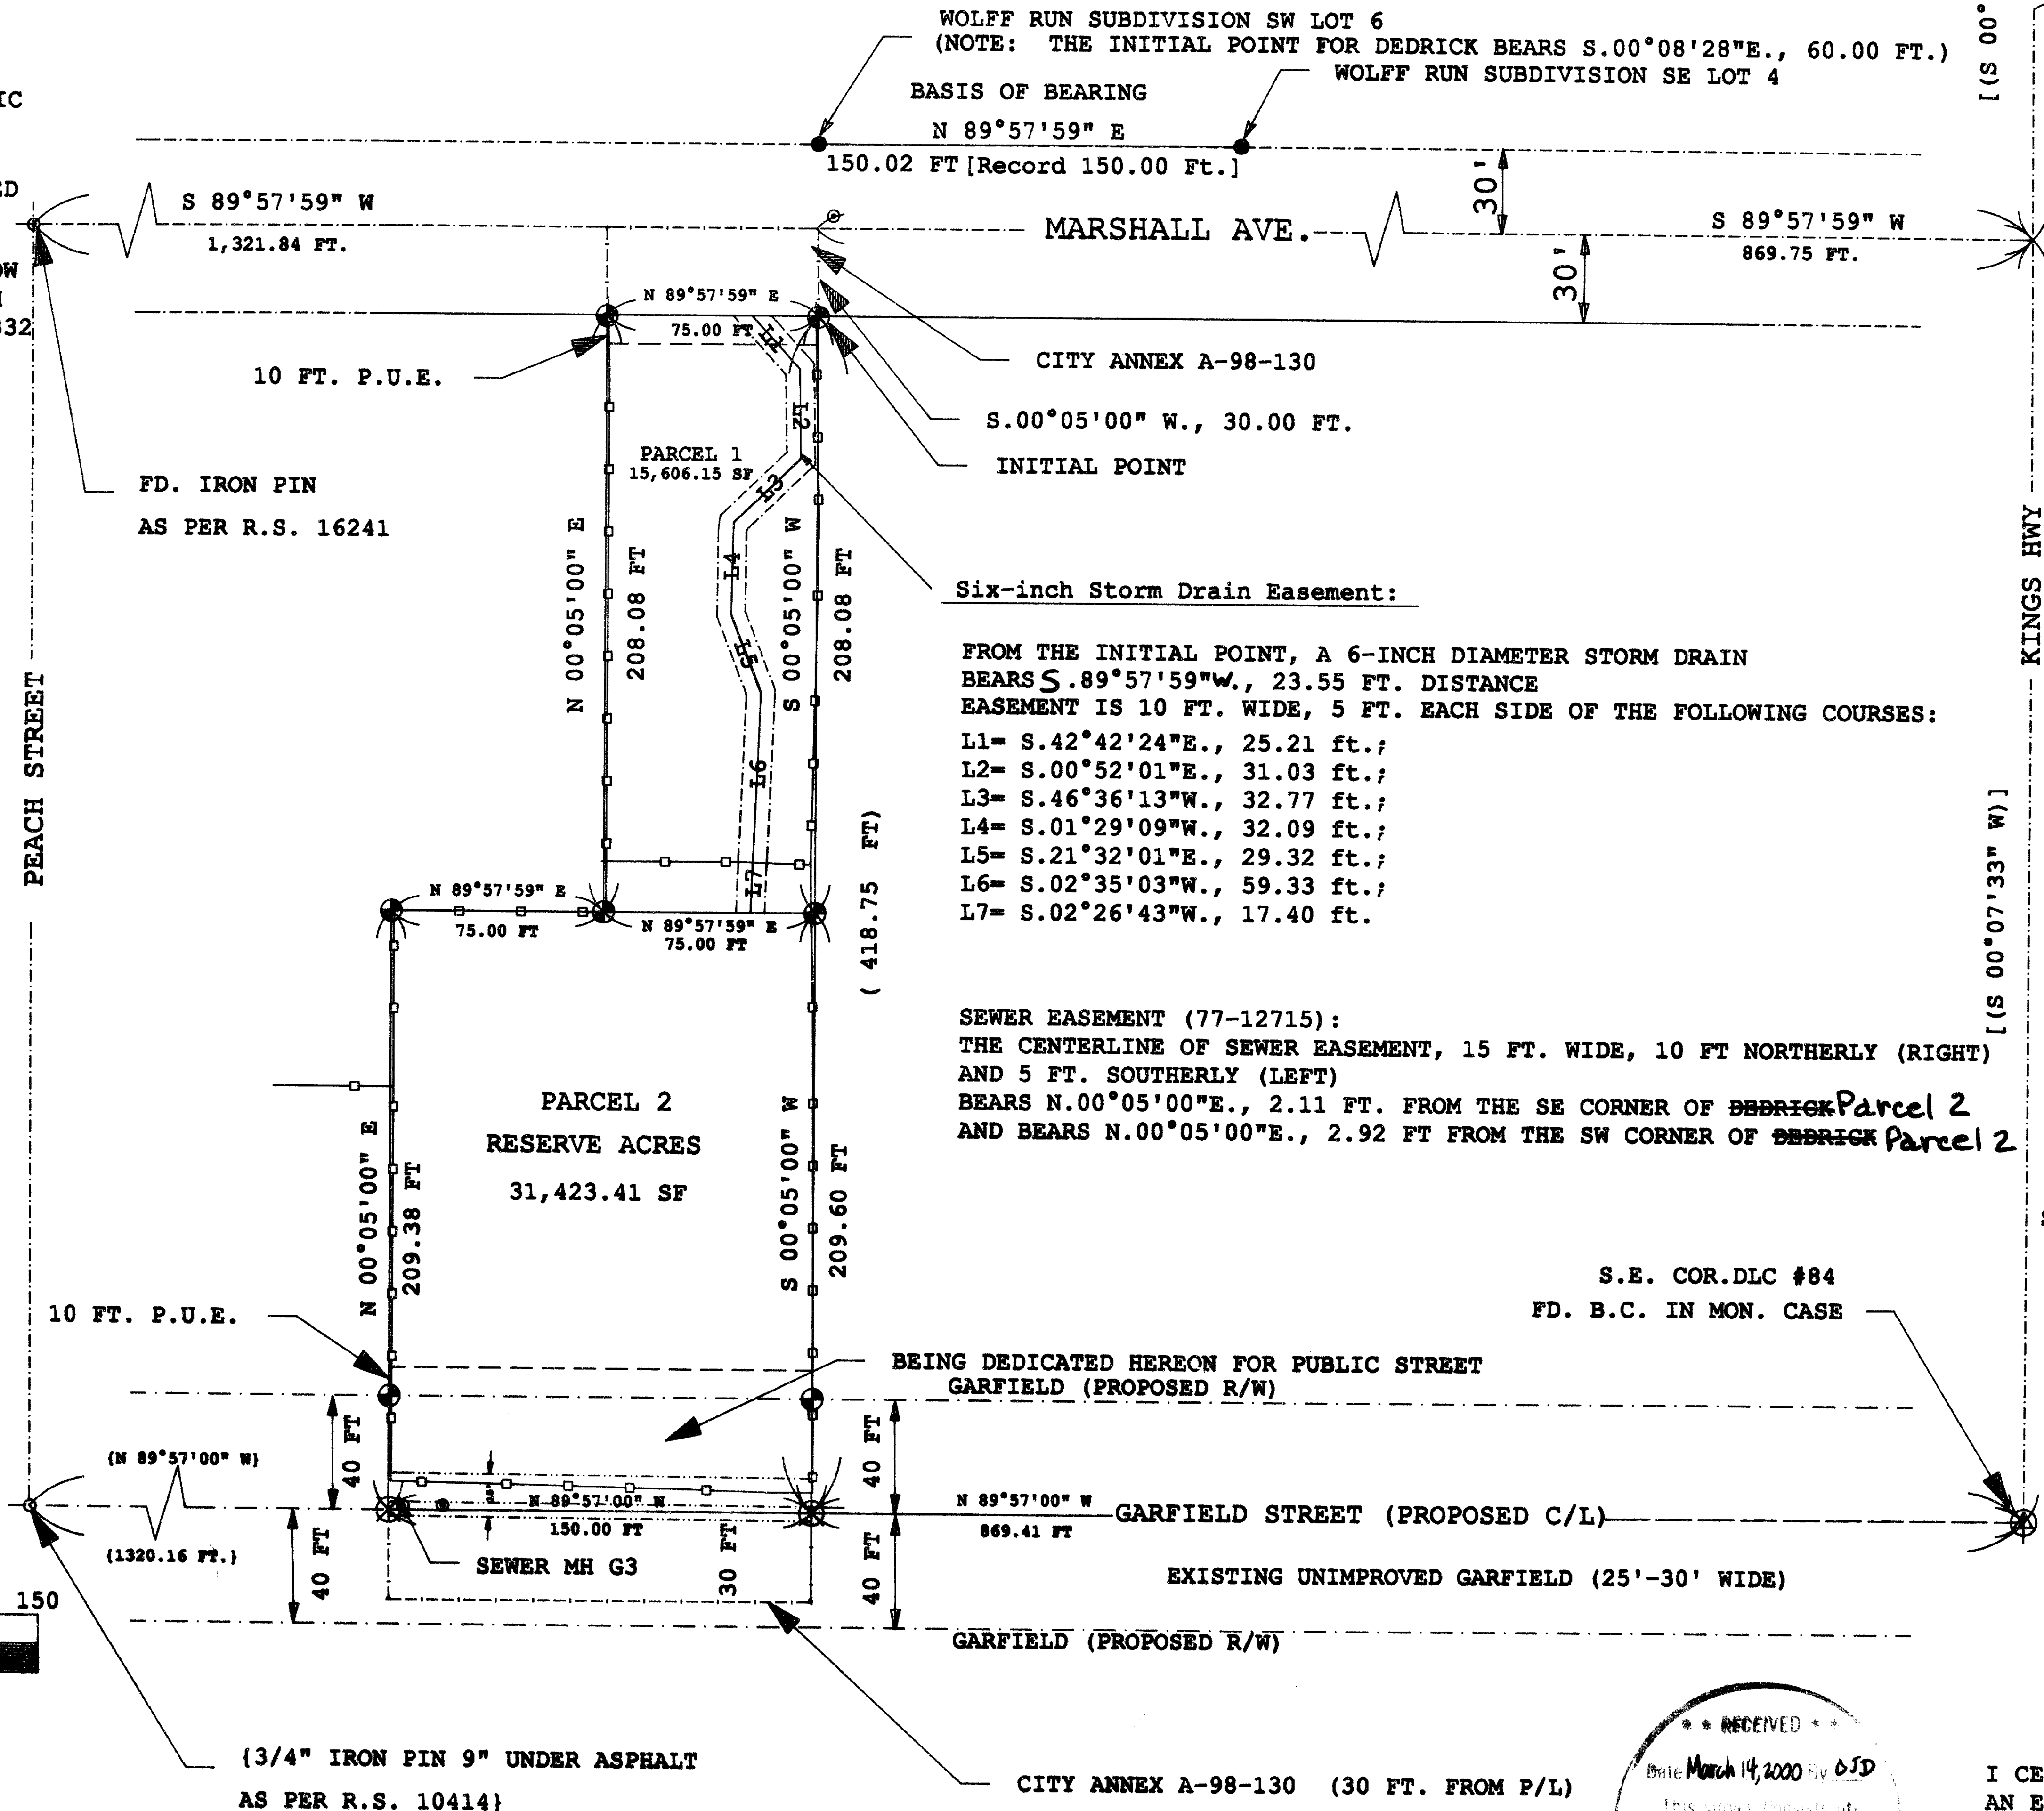 WOLFF RUN SUBDIVISION SW LOT 6
(NOTE: THE INITIAL POINT FOR DEDRICK BEARS S.00°08'28"E., 60.00 FT.)
WOLFF RUN SUBDIVISION SE LOT 4
[(S 00°
IC
BASIS OF BEARING
N 89°57'59" E
150.02 FT [Record 150.00 Ft.]
30'
ED
S 89°57'59" W
1,321.84 FT.
MARSHALL AVE.
S 89°57'59" W
869.75 FT.
30'
OW
332
N 89°57'59" E
75.00 FT
L1
10 FT. P.U.E.
CITY ANNEX A-98-130
L2
S.00°05'00" W., 30.00 FT.
PARCEL 1
15,606.15 SF
INITIAL POINT
L3
FD. IRON PIN
AS PER R.S. 16241
KINGS HWY
N 00°05'00" E
208.08 FT
L4
S 00°05'00" W
208.08 FT
Six-inch Storm Drain Easement:
L5
FROM THE INITIAL POINT, A 6-INCH DIAMETER STORM DRAIN
BEARS S.89°57'59"W., 23.55 FT. DISTANCE
EASEMENT IS 10 FT. WIDE, 5 FT. EACH SIDE OF THE FOLLOWING COURSES:
L1= S.42°42'24"E., 25.21 ft.;
L2= S.00°52'01"E., 31.03 ft.;
L3= S.46°36'13"W., 32.77 ft.;
L4= S.01°29'09"W., 32.09 ft.;
L5= S.21°32'01"E., 29.32 ft.;
L6= S.02°35'03"W., 59.33 ft.;
L7= S.02°26'43"W., 17.40 ft.
PEACH STREET
L6
L7
( 418.75 FT)
[(S 00°07'33" W)]
N 89°57'59" E
75.00 FT
N 89°57'59" E
75.00 FT
SEWER EASEMENT (77-12715):
THE CENTERLINE OF SEWER EASEMENT, 15 FT. WIDE, 10 FT NORTHERLY (RIGHT)
AND 5 FT. SOUTHERLY (LEFT)
BEARS N.00°05'00"E., 2.11 FT. FROM THE SE CORNER OF DEDRICK Parcel 2
AND BEARS N.00°05'00"E., 2.92 FT FROM THE SW CORNER OF DEDRICK Parcel 2
PARCEL 2
RESERVE ACRES
31,423.41 SF
N 00°05'00" E
209.38 FT
S 00°05'00" W
209.60 FT
S.E. COR.DLC #84
FD. B.C. IN MON. CASE
10 FT. P.U.E.
BEING DEDICATED HEREON FOR PUBLIC STREET
GARFIELD (PROPOSED R/W)
40 FT
40 FT
{N 89°57'00" W}
{1320.16 FT.}
15'
N 89°57'00" W
150.00 FT
N 89°57'00" W
869.41 FT
GARFIELD STREET (PROPOSED C/L)
40 FT
SEWER MH G3
30 FT
40 FT
EXISTING UNIMPROVED GARFIELD (25'-30' WIDE)
150
GARFIELD (PROPOSED R/W)
{3/4" IRON PIN 9" UNDER ASPHALT
AS PER R.S. 10414}
CITY ANNEX A-98-130 (30 FT. FROM P/L)
* * RECEIVED * *
Date March 14, 2000 By DJD
This survey Consists of:
I CE
AN E